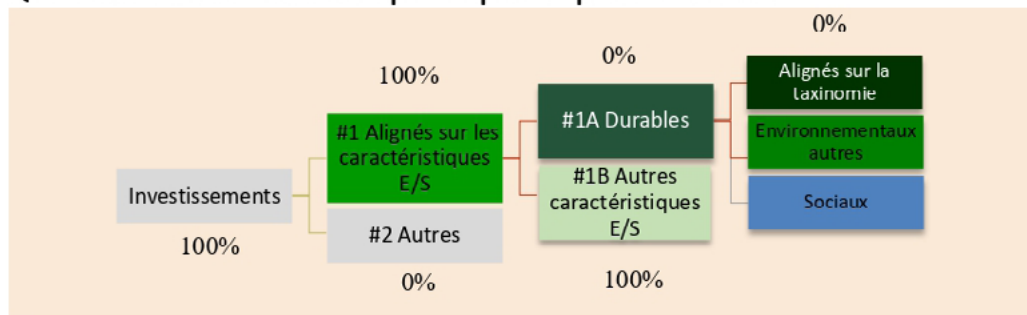 0%
0%
100%
Alignés sur la
taxinomie
#1A Durables
#1 Alignés sur les
caractéristiques
E/S
Environnementaux
autres
#1B Autres
caractéristiques
E/S
Investissements
Sociaux
#2 Autres
100%
0%
100%